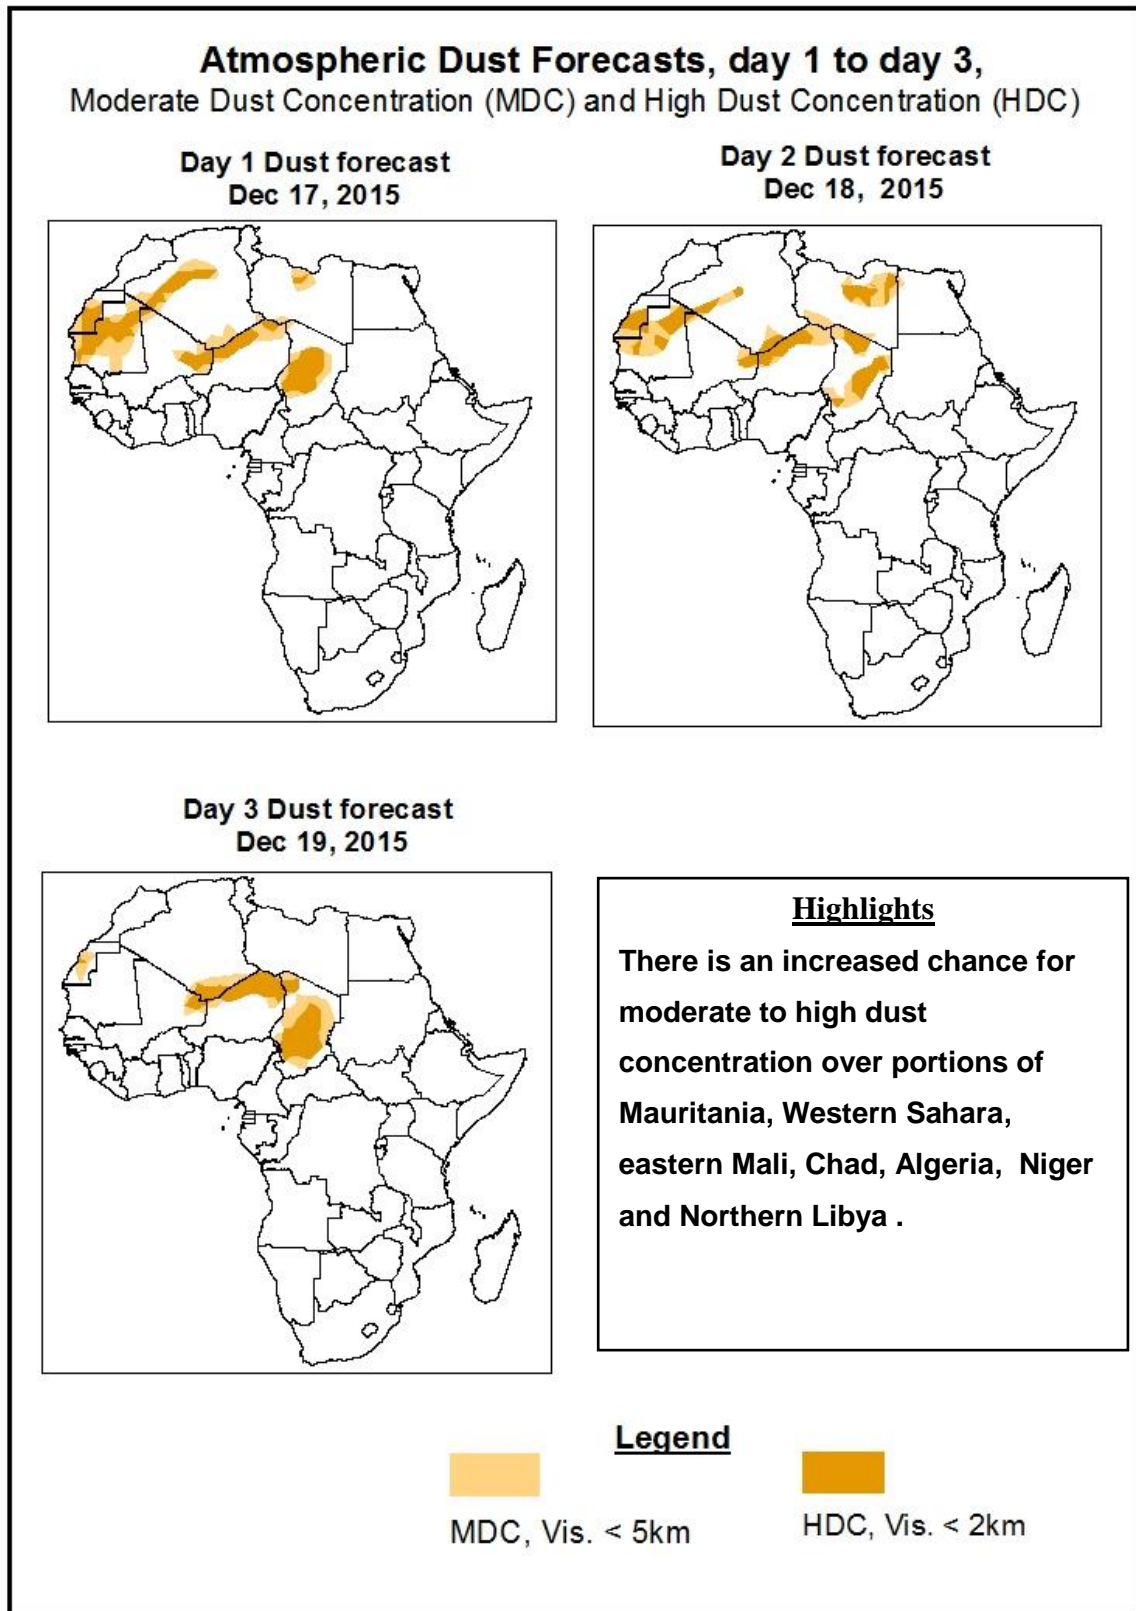 Atmospheric Dust Forecasts, day 1 to day 3,
Moderate Dust Concentration (MDC) and High Dust Concentration (HDC)
Day 1 Dust forecast
Dec 17, 2015
Day 2 Dust forecast
Dec 18, 2015
Day 3 Dust forecast
Dec 19, 2015
Highlights
There is an increased chance for
moderate to high dust
concentration over portions of
Mauritania, Western Sahara,
eastern Mali, Chad, Algeria, Niger
and Northern Libya .
Legend
MDC, Vis. < 5km
HDC, Vis. < 2km